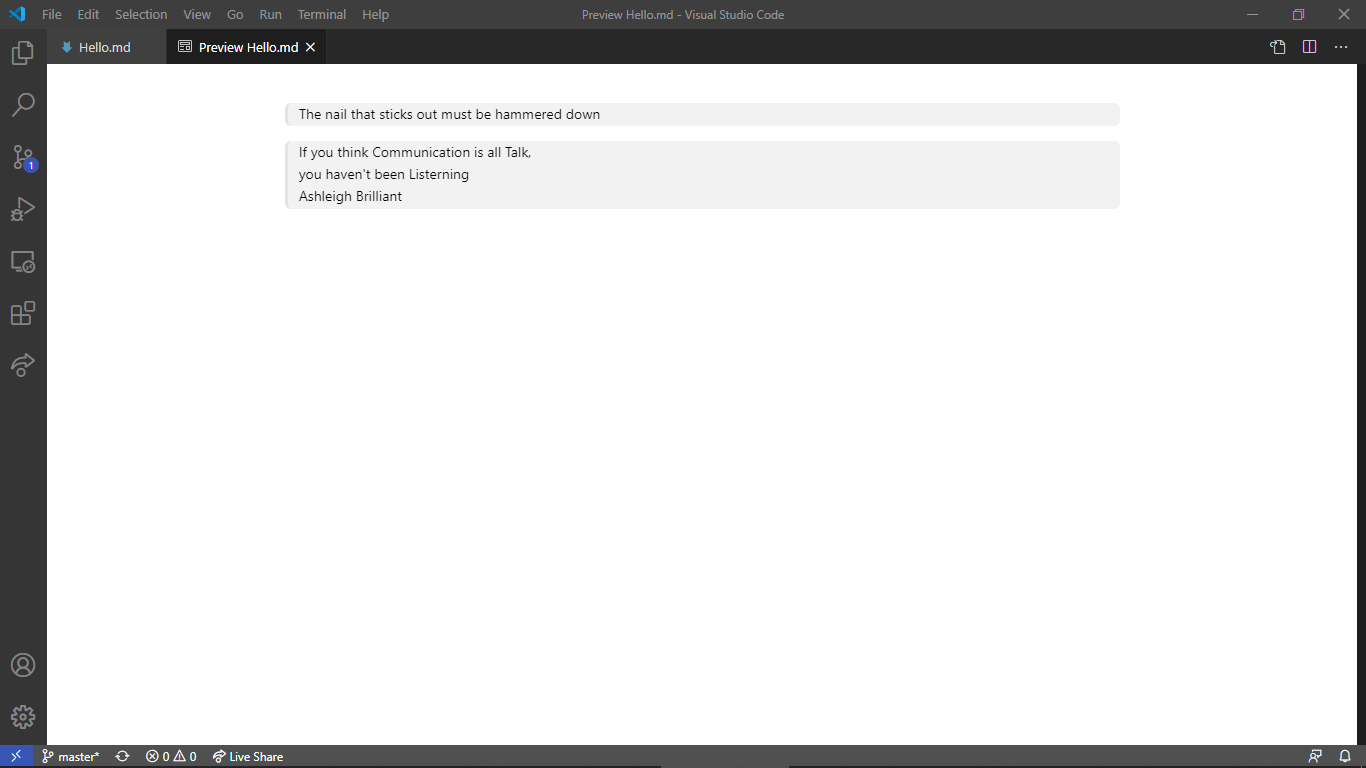 File Edit Selection View Go Run Terminal Help Preview Hello.md - Visual Studio Code
Hello.md Preview Hello.md
The nail that sticks out must be hammered down
If you think Communication is all Talk,
you haven't been Listerning
Ashleigh Brilliant
1
master* 0 0 Live Share